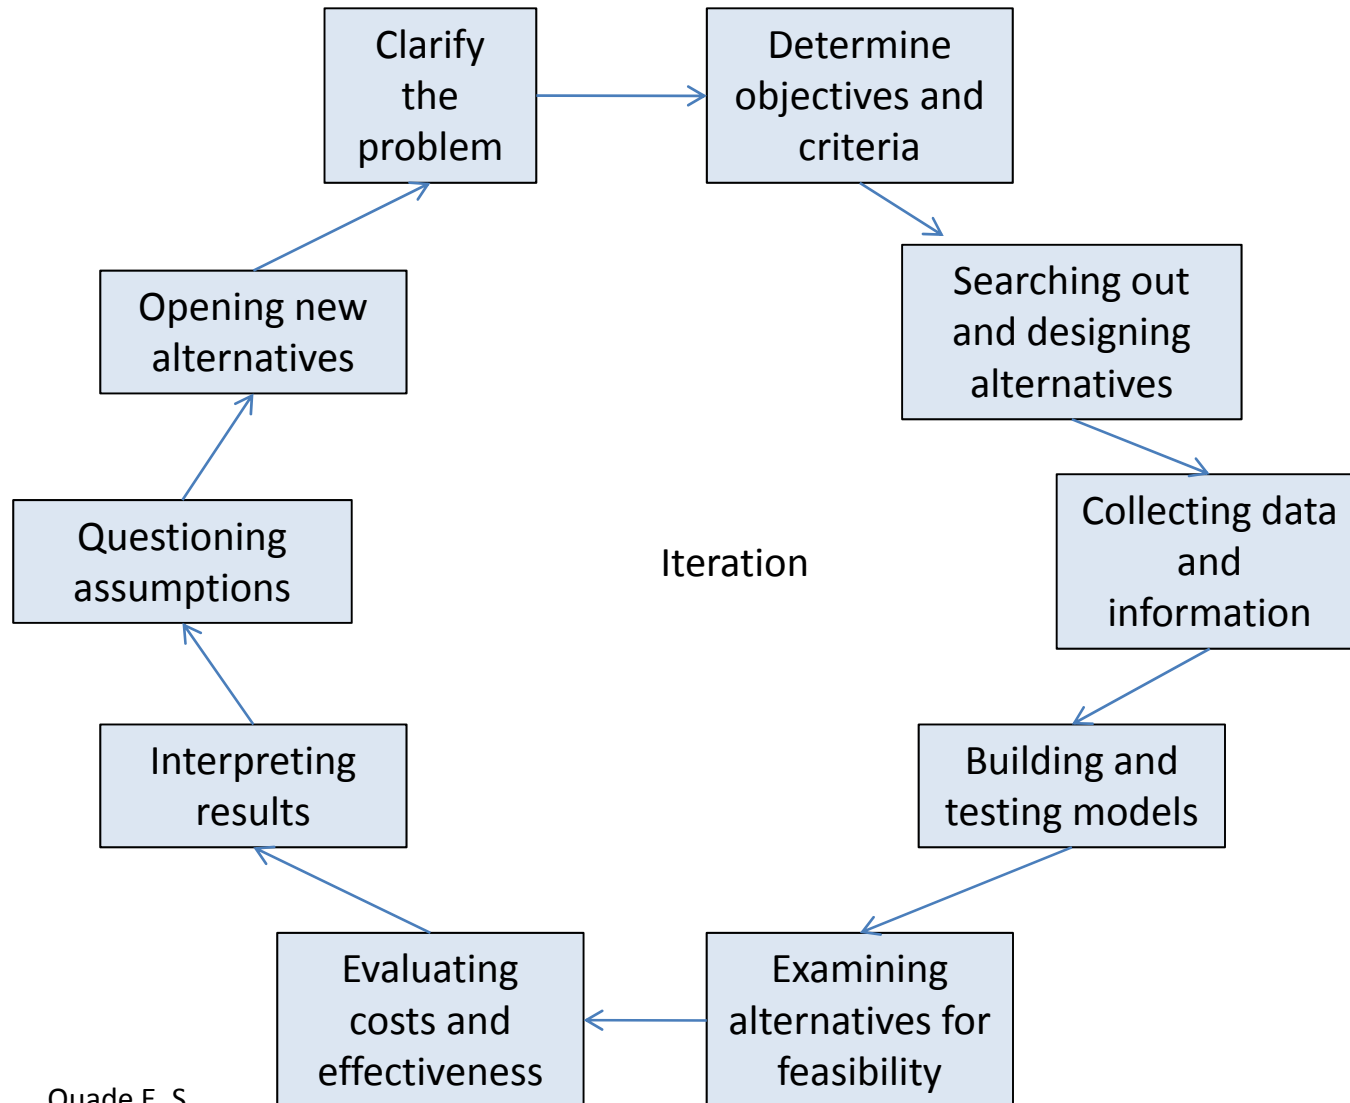 Clarify
the
problem
Determine
objectives and
criteria
Searching out
and designing
alternatives
Collecting data
and
information
Building and
testing models
Examining
alternatives for
feasibility
Evaluating
costs and
effectiveness
Interpreting
results
Questioning
assumptions
Opening new
alternatives
Iteration
Quade E. S.